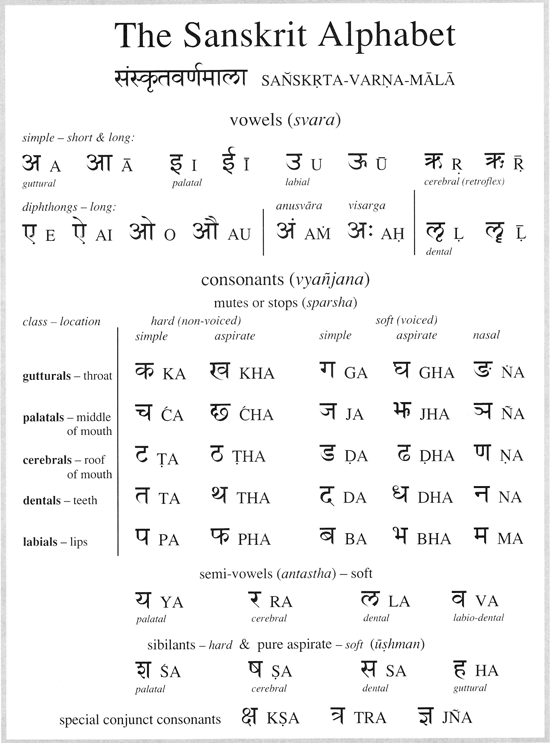 The Sanskrit Alphabet
संस्कृतवर्णमाला SAÑSKṚTA-VARṆA-MĀLĀ
vowels (svara)
simple – short & long:
अ A आ Ā इ I ई Ī उ U ऊ Ū ऋ Ṛ ॠ Ṝ
guttural palatal labial cerebral (retroflex)
diphthongs – long: anusvāra visarga
ए E ऐ AI ओ O औ AU अं AṀ अः AḤ ऌ Ḷ ॡ Ḹ
dental
consonants (vyañjana)
mutes or stops (sparsha)
class – location hard (non-voiced) soft (voiced)
simple aspirate simple aspirate nasal
gutturals – throat क KA ख KHA ग GA घ GHA ङ ṄA
palatals – middle of mouth च ĆA छ ĆHA ज JA झ JHA ञ ÑA
cerebrals – roof of mouth ट ṬA ठ ṬHA ड ḌA ढ ḌHA ण ṆA
dentals – teeth त TA थ THA द DA ध DHA न NA
labials – lips प PA फ PHA ब BA भ BHA म MA
semi-vowels (antastha) – soft
य YA र RA ल LA व VA
palatal cerebral dental labio-dental
sibilants – hard & pure aspirate – soft (ūṣhman)
श ŚA ष ṢA स SA ह HA
palatal cerebral dental guttural
special conjunct consonants क्ष KṢA त्र TRA ज्ञ JÑA